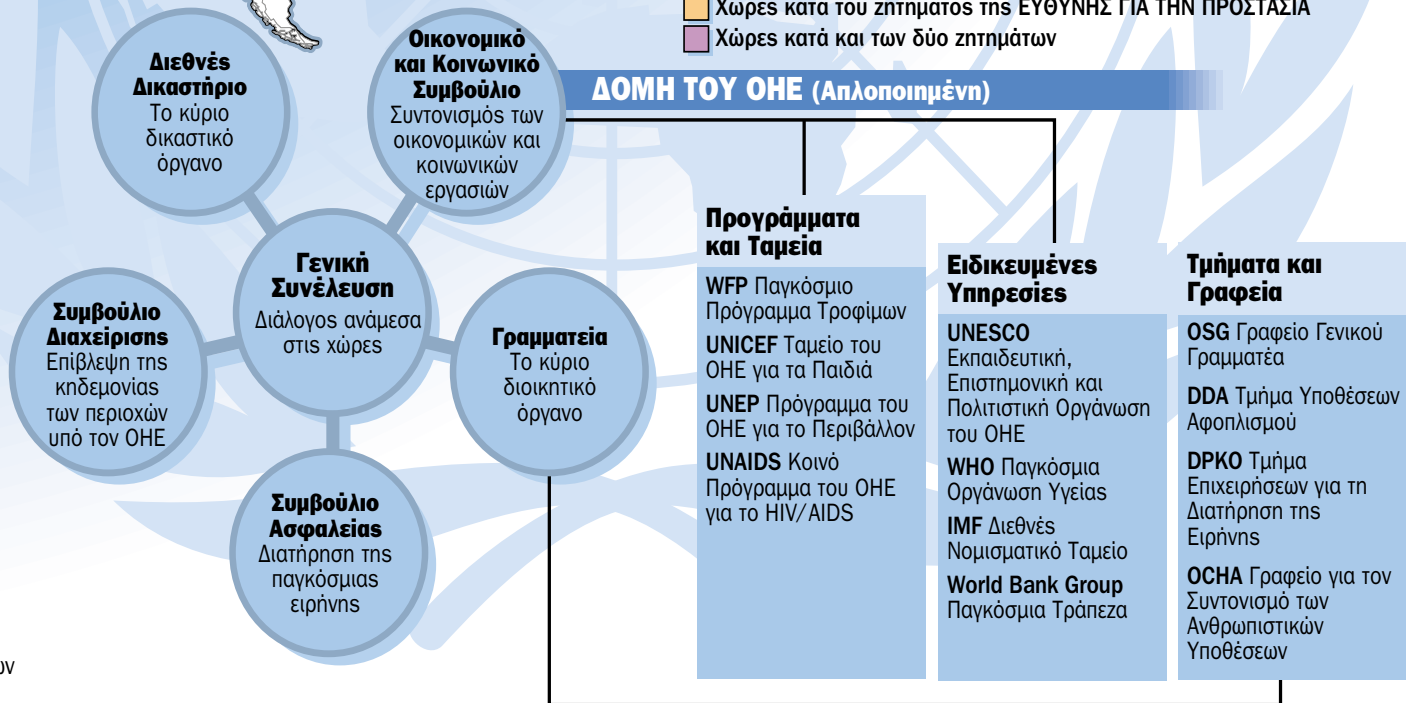 Χώρες κατά του ζητήματος της ΕΥΘΥΝΗΣ ΓΙΑ ΤΗΝ ΠΡΟΣΤΑΣΙΑ
Χώρες κατά και των δύο ζητημάτων
ΔΟΜΗ ΤΟΥ ΟΗΕ (Απλοποιημένη)
Διεθνές
Δικαστήριο
Το κύριο
δικαστικό
όργανο
Οικονομικό
και Κοινωνικό
Συμβούλιο
Συντονισμός των
οικονομικών και
κοινωνικών
εργασιών
Γενική
Συνέλευση
Διάλογος ανάμεσα
στις χώρες
Συμβούλιο
Διαχείρισης
Επίβλεψη της
κηδεμονίας
των περιοχών
υπό τον ΟΗΕ
Γραμματεία
Το κύριο
διοικητικό
όργανο
Συμβούλιο
Ασφαλείας
Διατήρηση της
παγκόσμιας
ειρήνης
Προγράμματα
και Ταμεία
WFP Παγκόσμιο
Πρόγραμμα Τροφίμων
UNICEF Ταμείο του
ΟΗΕ για τα Παιδιά
UNEP Πρόγραμμα του
ΟΗΕ για το Περιβάλλον
UNAIDS Κοινό
Πρόγραμμα του ΟΗΕ
για το HIV/AIDS
Ειδικευμένες
Υπηρεσίες
UNESCO
Εκπαιδευτική,
Επιστημονική και
Πολιτιστική Οργάνωση
του ΟΗΕ
WHO Παγκόσμια
Οργάνωση Υγείας
IMF Διεθνές
Νομισματικό Ταμείο
World Bank Group
Παγκόσμια Τράπεζα
Τμήματα και
Γραφεία
OSG Γραφείο Γενικού
Γραμματέα
DDA Τμήμα Υποθέσεων
Αφοπλισμού
DPKO Τμήμα
Επιχειρήσεων για τη
Διατήρηση της
Ειρήνης
OCHA Γραφείο για τον
Συντονισμό των
Ανθρωπιστικών
Υποθέσεων